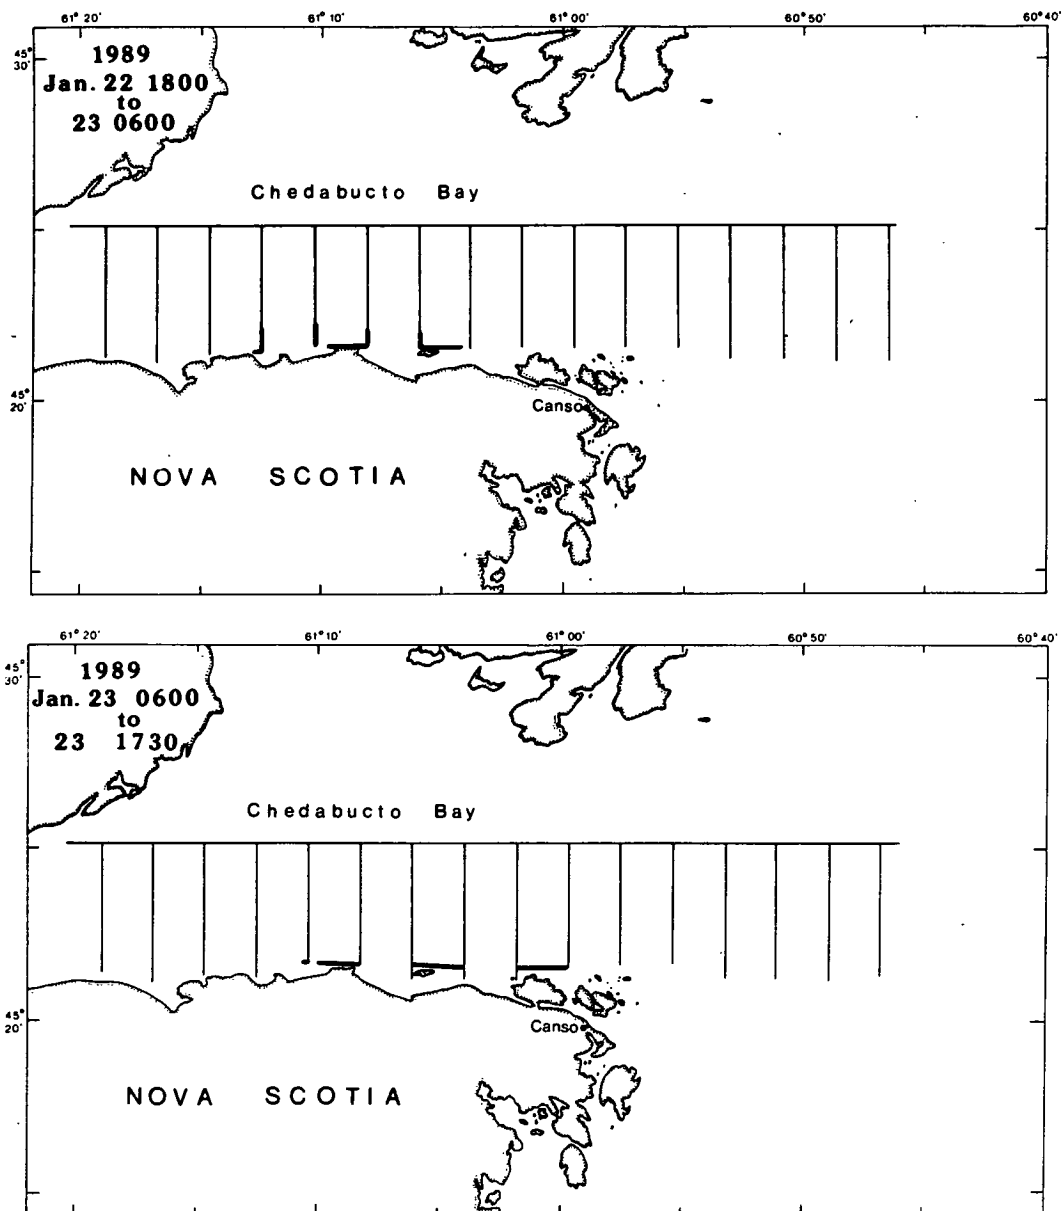 61° 20' 61° 10' 61° 00' 60° 50' 60° 40'
45°
30'
1989
Jan. 22 1800
to
23 0600
Chedabucto Bay
45°
20'
Canso
NOVA SCOTIA
61° 20' 61° 10' 61° 00' 60° 50' 60° 40'
45°
30'
1989
Jan. 23 0600
to
23 1730
Chedabucto Bay
45°
20'
Canso
NOVA SCOTIA